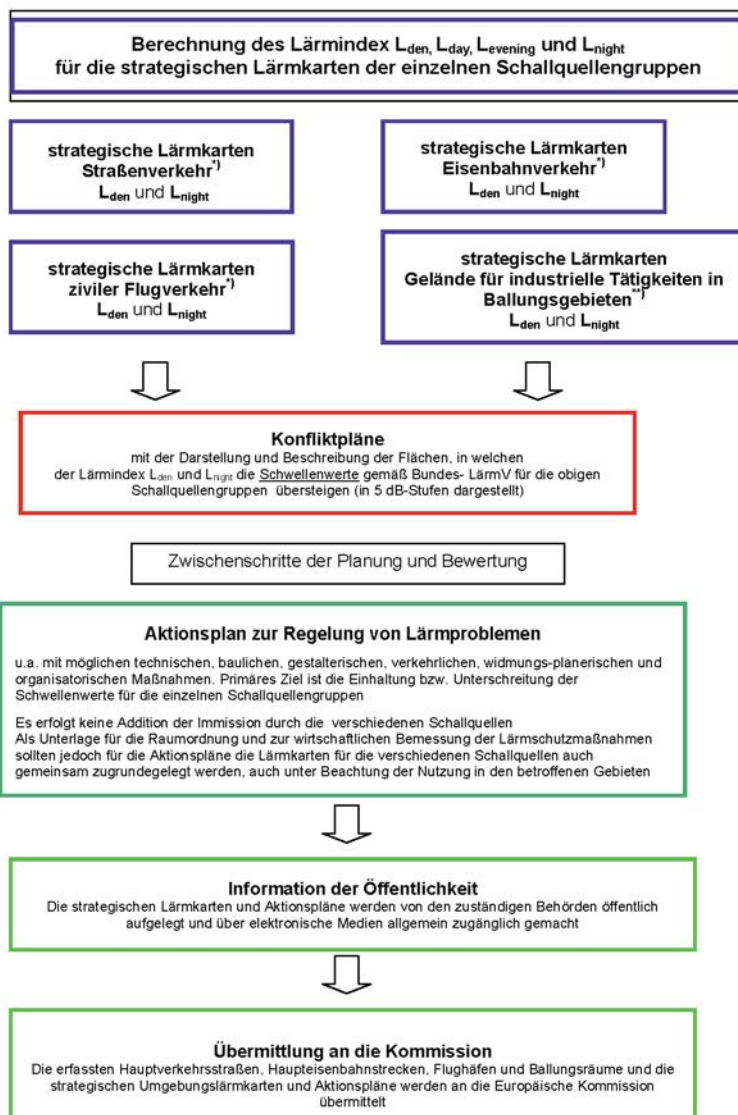 Berechnung des Lärmindex Lden, Lday, Levening und Lnight
für die strategischen Lärmkarten der einzelnen Schallquellengruppen
strategische Lärmkarten
Straßenverkehr*)
Lden und Lnight
strategische Lärmkarten
Eisenbahnverkehr*)
Lden und Lnight
strategische Lärmkarten
ziviler Flugverkehr*)
Lden und Lnight
strategische Lärmkarten
Gelände für industrielle Tätigkeiten in
Ballungsgebieten**)
Lden und Lnight
Konfliktpläne
mit der Darstellung und Beschreibung der Flächen, in welchen
der Lärmindex Lden und Lnight die Schwellenwerte gemäß Bundes- LärmV für die obigen
Schallquellengruppen übersteigen (in 5 dB-Stufen dargestellt)
Zwischenschritte der Planung und Bewertung
Aktionsplan zur Regelung von Lärmproblemen
u.a. mit möglichen technischen, baulichen, gestalterischen, verkehrlichen, widmungs-planerischen und
organisatorischen Maßnahmen. Primäres Ziel ist die Einhaltung bzw. Unterschreitung der
Schwellenwerte für die einzelnen Schallquellengruppen
Es erfolgt keine Addition der Immission durch die verschiedenen Schallquellen
Als Unterlage für die Raumordnung und zur wirtschaftlichen Bemessung der Lärmschutzmaßnahmen
sollten jedoch für die Aktionspläne die Lärmkarten für die verschiedenen Schallquellen auch
gemeinsam zugrundegelegt werden, auch unter Beachtung der Nutzung in den betroffenen Gebieten
Information der Öffentlichkeit
Die strategischen Lärmkarten und Aktionspläne werden von den zuständigen Behörden öffentlich
aufgelegt und über elektronische Medien allgemein zugänglich gemacht
Übermittlung an die Kommission
Die erfassten Hauptverkehrsstraßen, Haupteisenbahnstrecken, Flughäfen und Ballungsräume und die
strategischen Umgebungslärmkarten und Aktionspläne werden an die Europäische Kommission
übermittelt